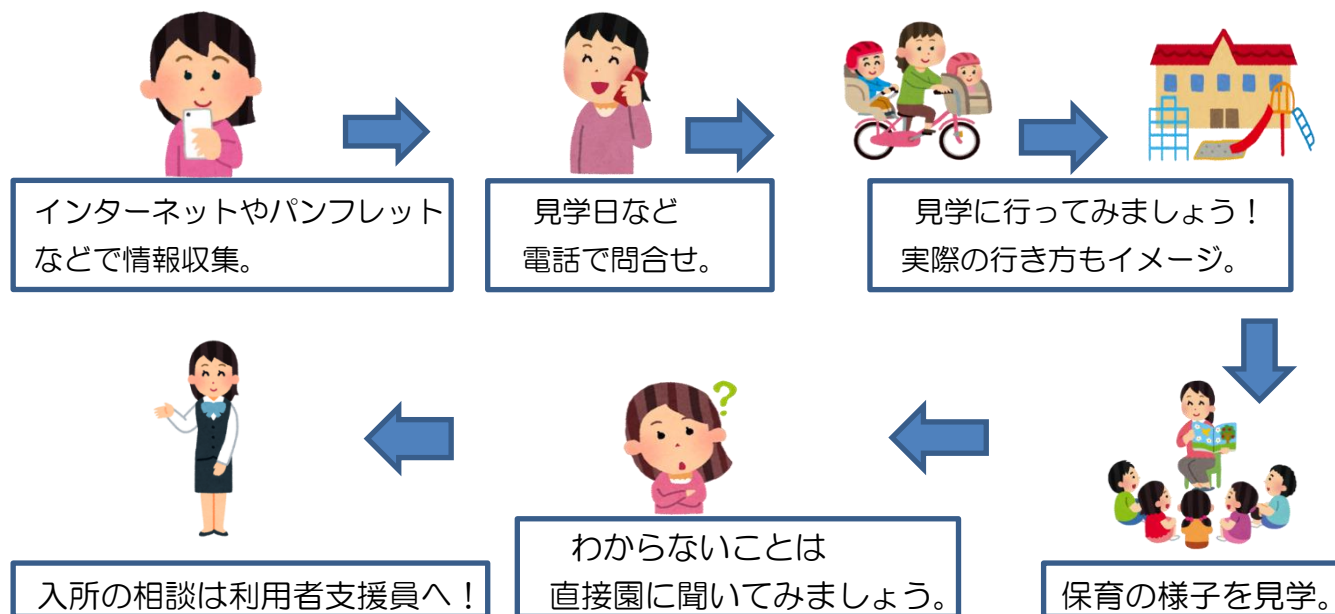 インターネットやパンフレット
などで情報収集。
見学日など
電話で問合せ。
見学に行ってみましょう!
実際の行き方もイメージ。
保育の様子を見学。
わからないことは
直接園に聞いてみましょう。
入所の相談は利用者支援員へ!